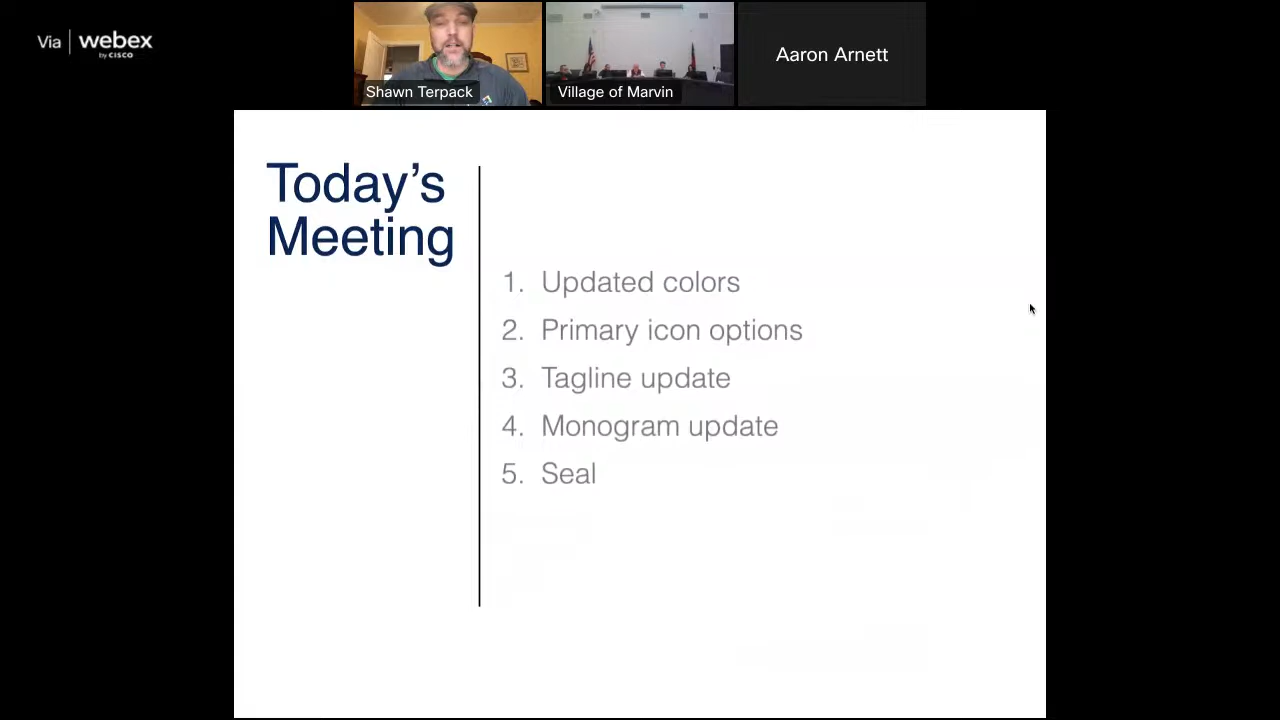 Via webex
by CISCO
Shawn Terpack
Village of Marvin
Aaron Arnett
Today’s
Meeting
1. Updated colors
2. Primary icon options
3. Tagline update
4. Monogram update
5. Seal